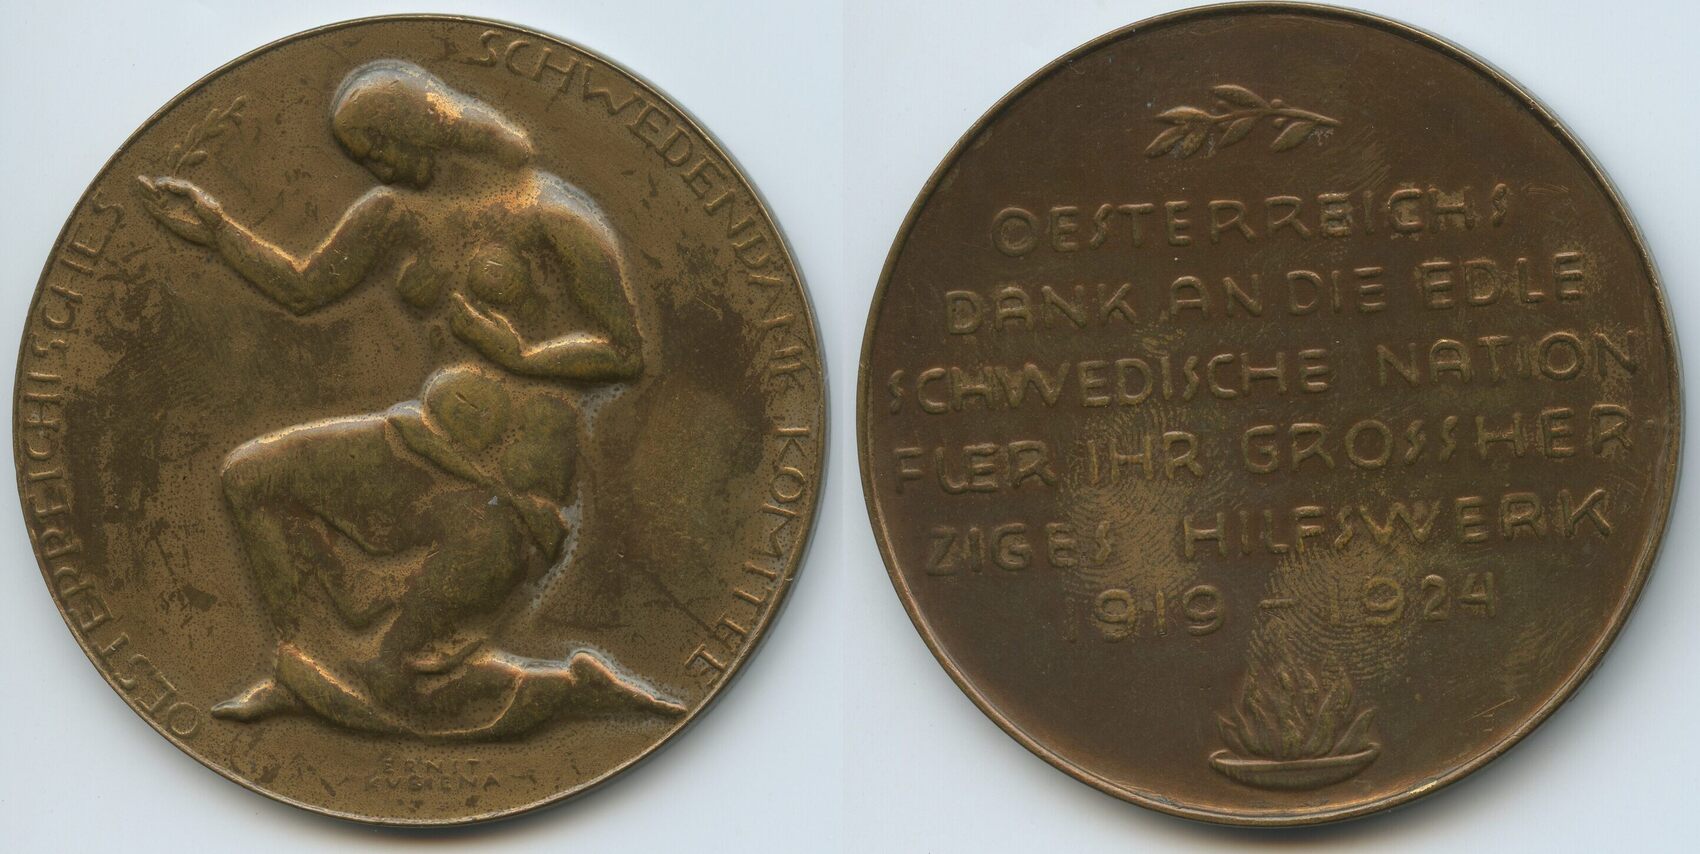 OESTERREICHISCHES SCHWEDENDANK KOMITEE
ERNST
KUBIENA
OESTERREICHS
DANK AN DIE EDLE
SCHWEDISCHE NATION
FUER IHR GROSSHER
ZIGES HILFSWERK
1919 - 1924